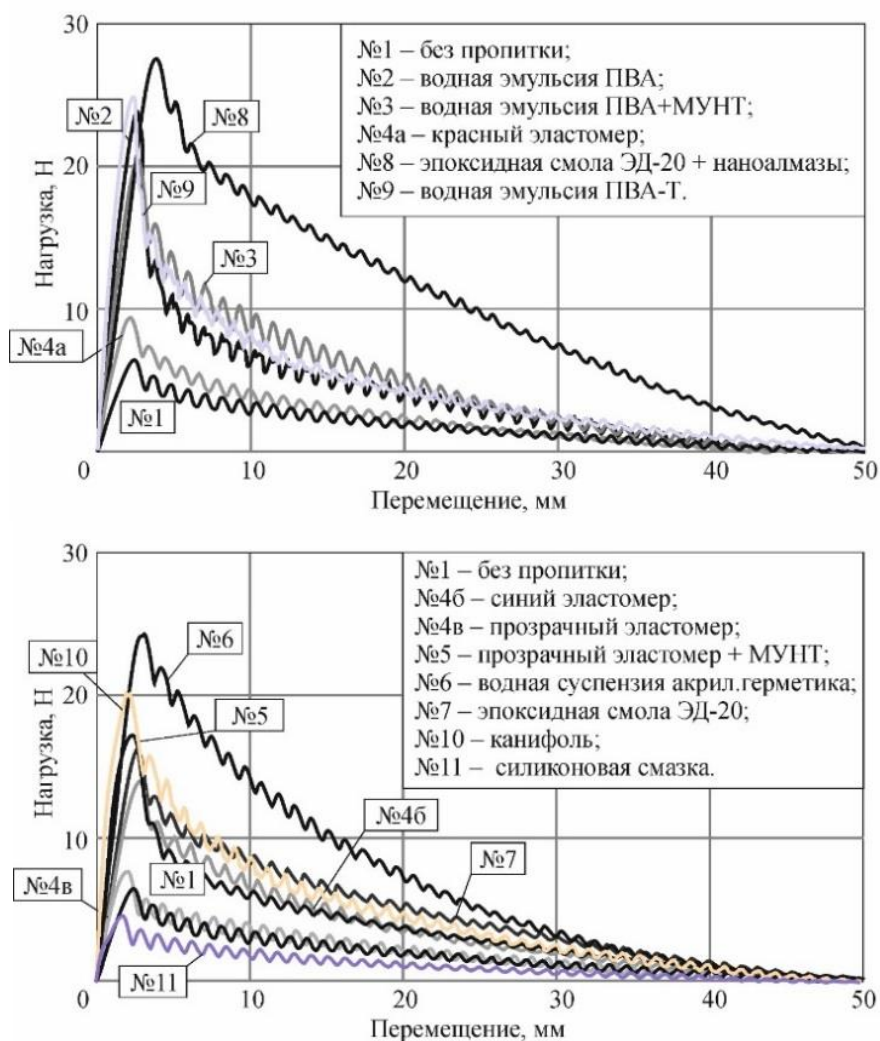 30
№1 – без пропитки;
№2 – водная эмульсия ПВА;
№3 – водная эмульсия ПВА+МУНТ;
№4а – красный эластомер;
№8 – эпоксидная смола ЭД-20 + наноалмазы;
№9 – водная эмульсия ПВА-Т.
№2
№8
20
№9
№3
Нагрузка, Н
10
№4а
№1
0
10
20
30
40
50
Перемещение, мм
30
№1 – без пропитки;
№4б – синий эластомер;
№4в – прозрачный эластомер;
№5 – прозрачный эластомер + МУНТ;
№6 – водная суспензия акрил.герметика;
№7 – эпоксидная смола ЭД-20;
№10 – канифоль;
№11 – силиконовая смазка.
№6
№10
20
№5
Нагрузка, Н
10
№4б
№7
№1
№4в
№11
0
10
20
30
40
50
Перемещение, мм